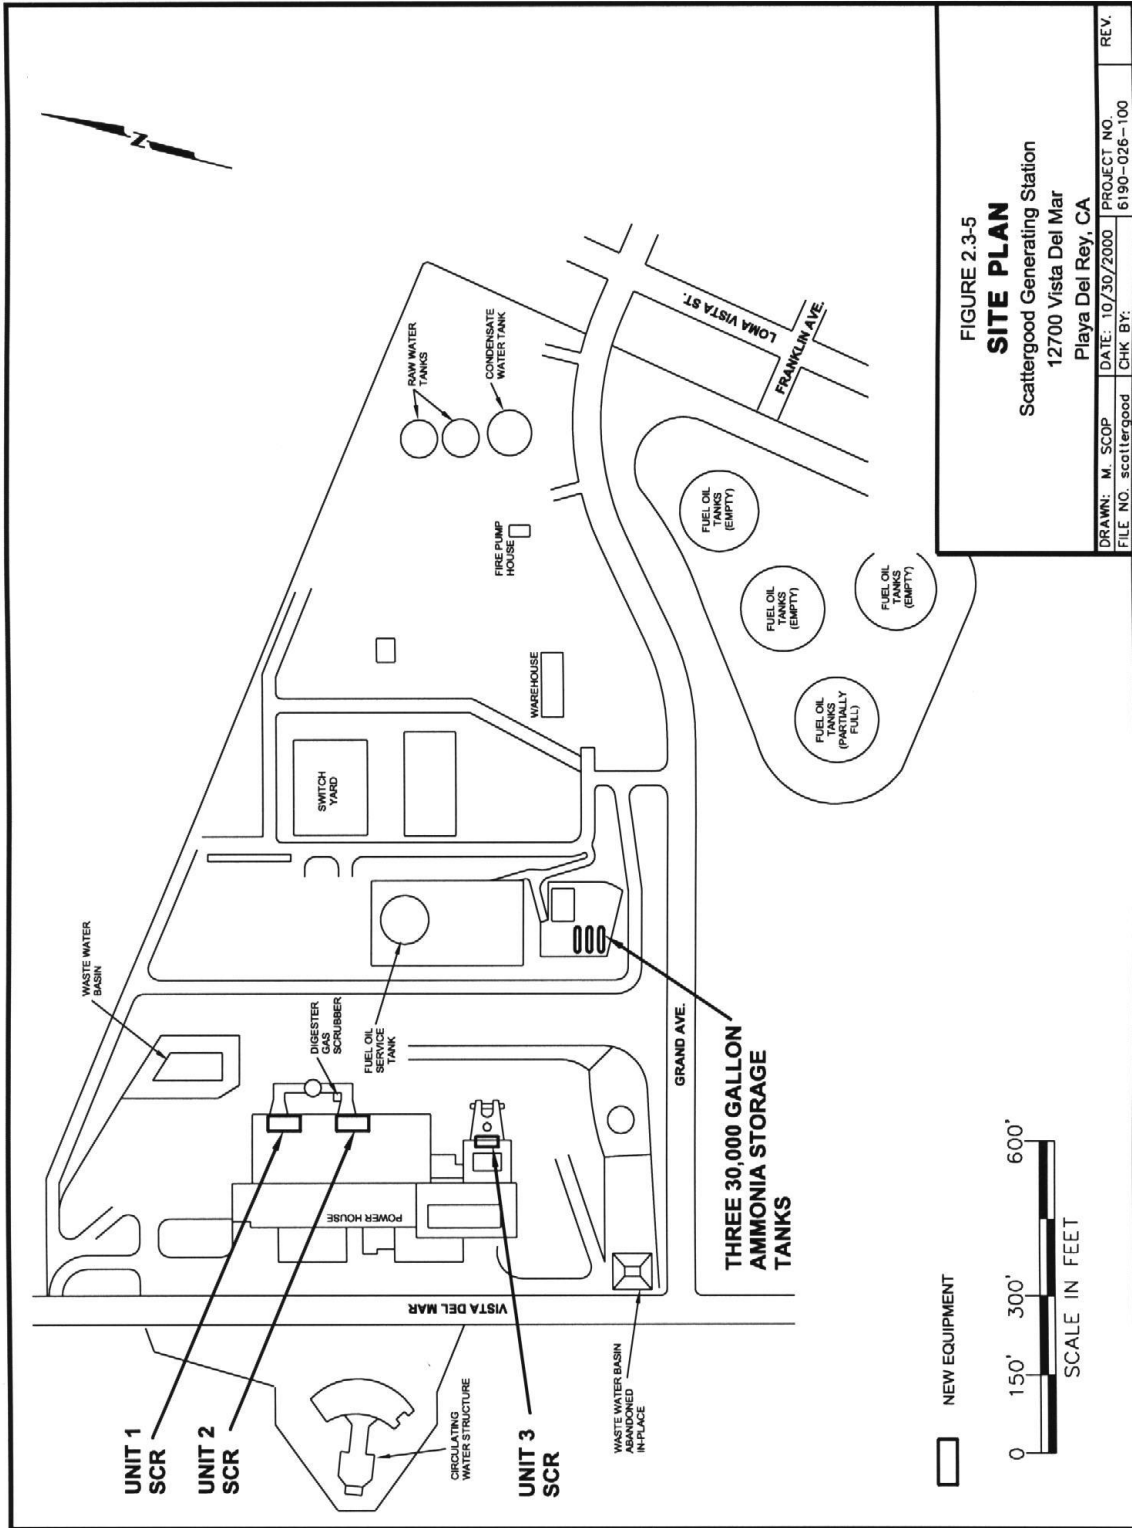 N
WASTE WATER
BASIN
RAW WATER
TANKS
CONDENSATE
WATER TANK
SWITCH
YARD
FIRE PUMP
HOUSE
WAREHOUSE
DIGESTER
GAS
SCRUBBER
FUEL OIL
SERVICE
TANK
UNIT 1
SCR
UNIT 2
SCR
POWER HOUSE
VISTA DEL MAR
CIRCULATING
WATER STRUCTURE
UNIT 3
SCR
WASTE WATER BASIN
ABANDONED
IN-PLACE
GRAND AVE.
LOMA VISTA ST.
FRANKLIN AVE.
THREE 30,000 GALLON
AMMONIA STORAGE
TANKS
FUEL OIL
TANKS
(PARTIALLY
FULL)
FUEL OIL
TANKS
(EMPTY)
FUEL OIL
TANKS
(EMPTY)
FUEL OIL
TANKS
(EMPTY)
NEW EQUIPMENT
0 150' 300' 600'
SCALE IN FEET
FIGURE 2.3-5
SITE PLAN
Scattergood Generating Station
12700 Vista Del Mar
Playa Del Rey, CA
DRAWN: M. SCOP DATE: 10/30/2000 PROJECT NO. REV.
FILE NO. scattergood CHK BY: 6190-026-100